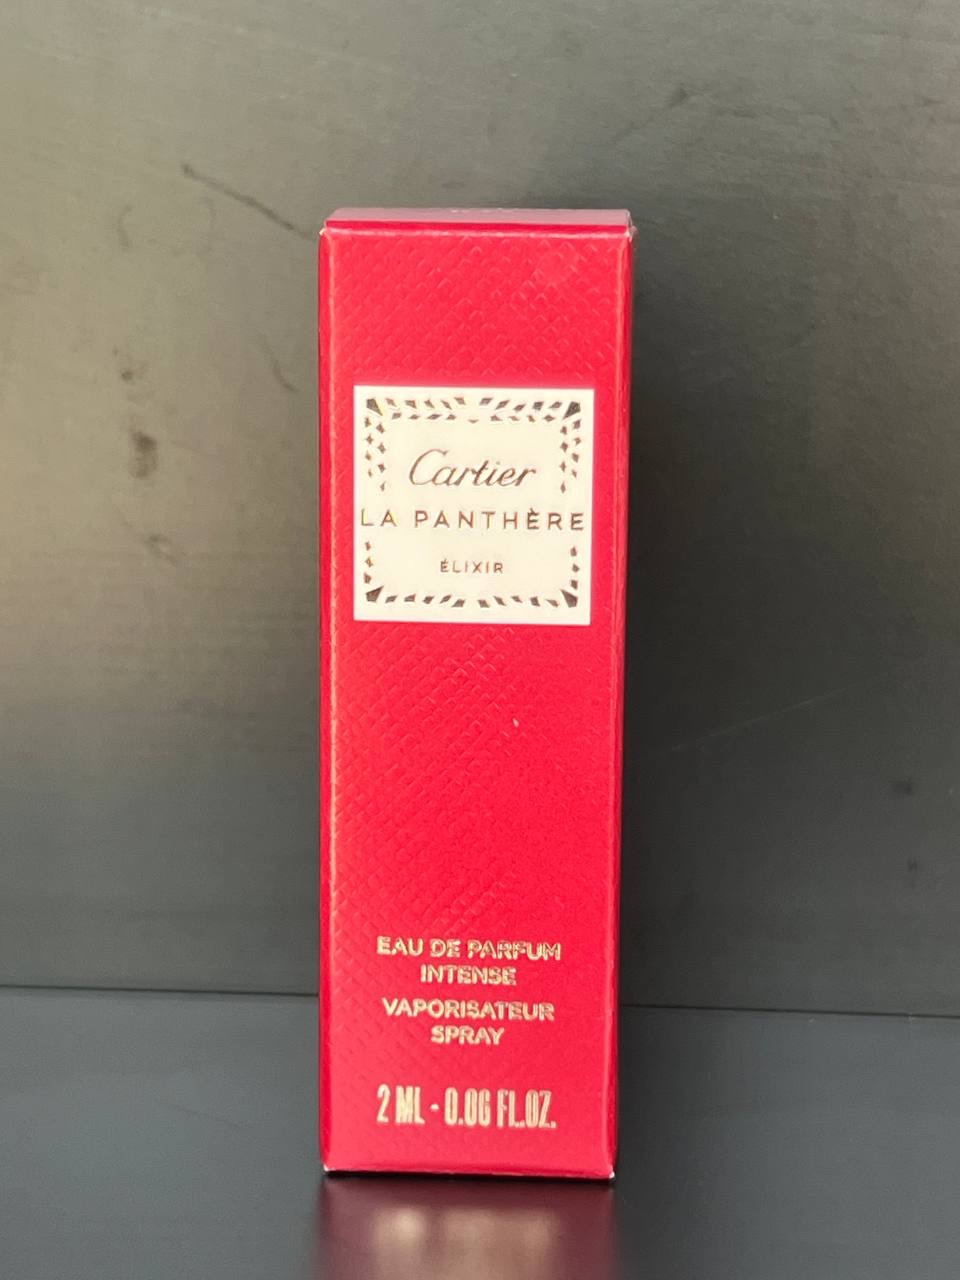 Cartier
LA PANTHÈRE
ÉLIXIR
EAU DE PARFUM
INTENSE
VAPORISATEUR
SPRAY
2 ML - 0.06 FL.OZ.